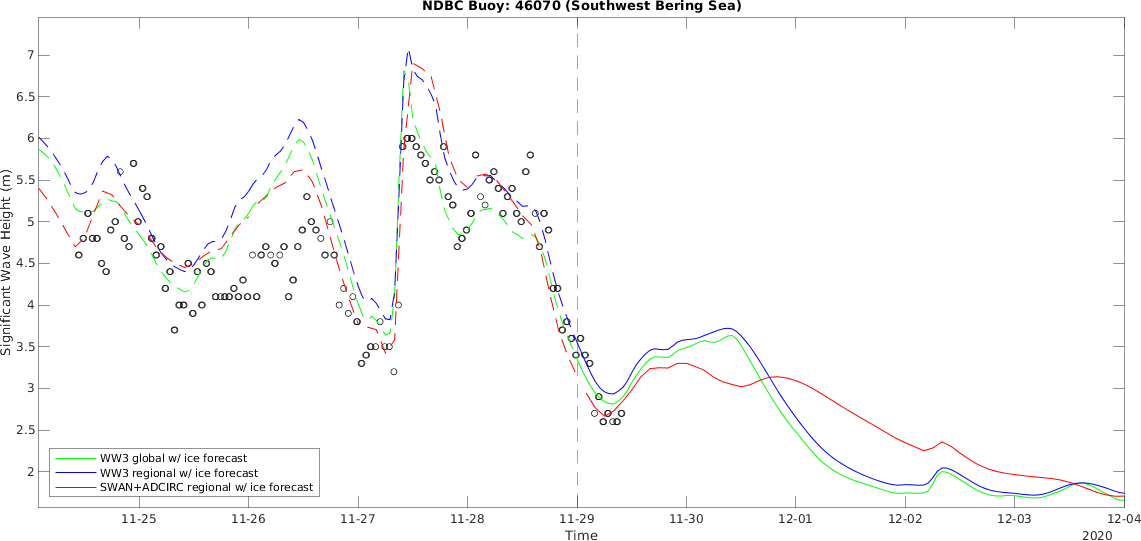 NDBC Buoy: 46070 (Southwest Bering Sea)
Significant Wave Height (m)
7
6.5
6
5.5
5
4.5
4
3.5
3
2.5
2
WW3 global w/ ice forecast
WW3 regional w/ ice forecast
SWAN+ADCIRC regional w/ ice forecast
11-25 11-26 11-27 11-28 11-29 11-30 12-01 12-02 12-03 12-04
Time
2020